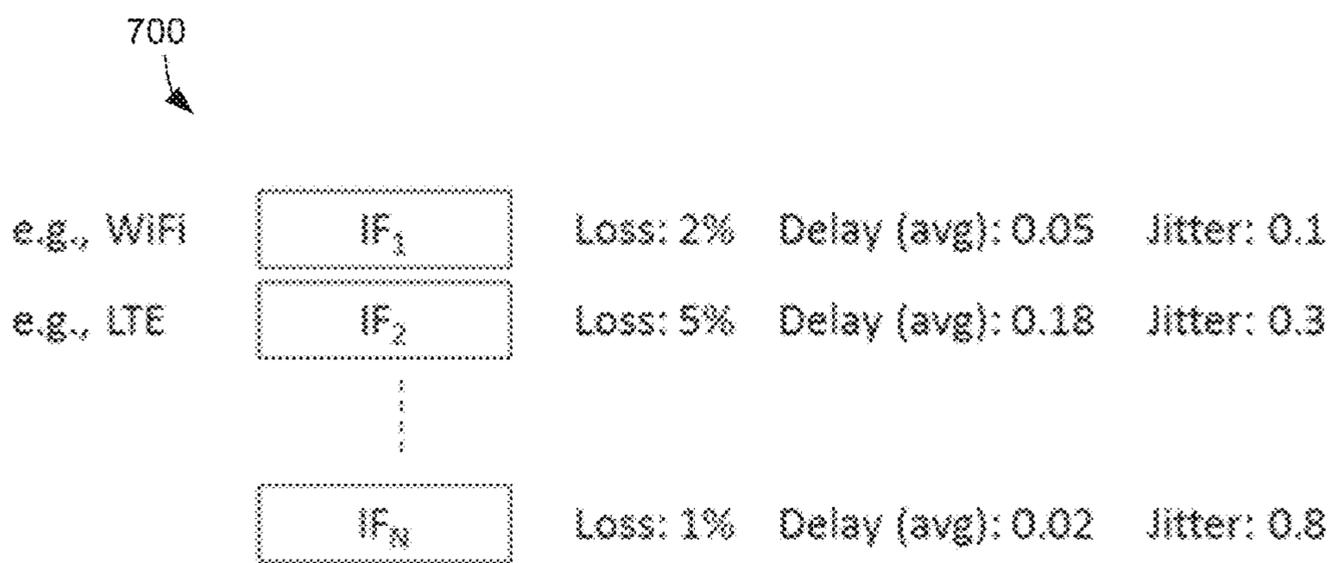 700
e.g., WiFi IF₁ Loss: 2% Delay (avg): 0.05 Jitter: 0.1
e.g., LTE IF₂ Loss: 5% Delay (avg): 0.18 Jitter: 0.3
IF_N Loss: 1% Delay (avg): 0.02 Jitter: 0.8